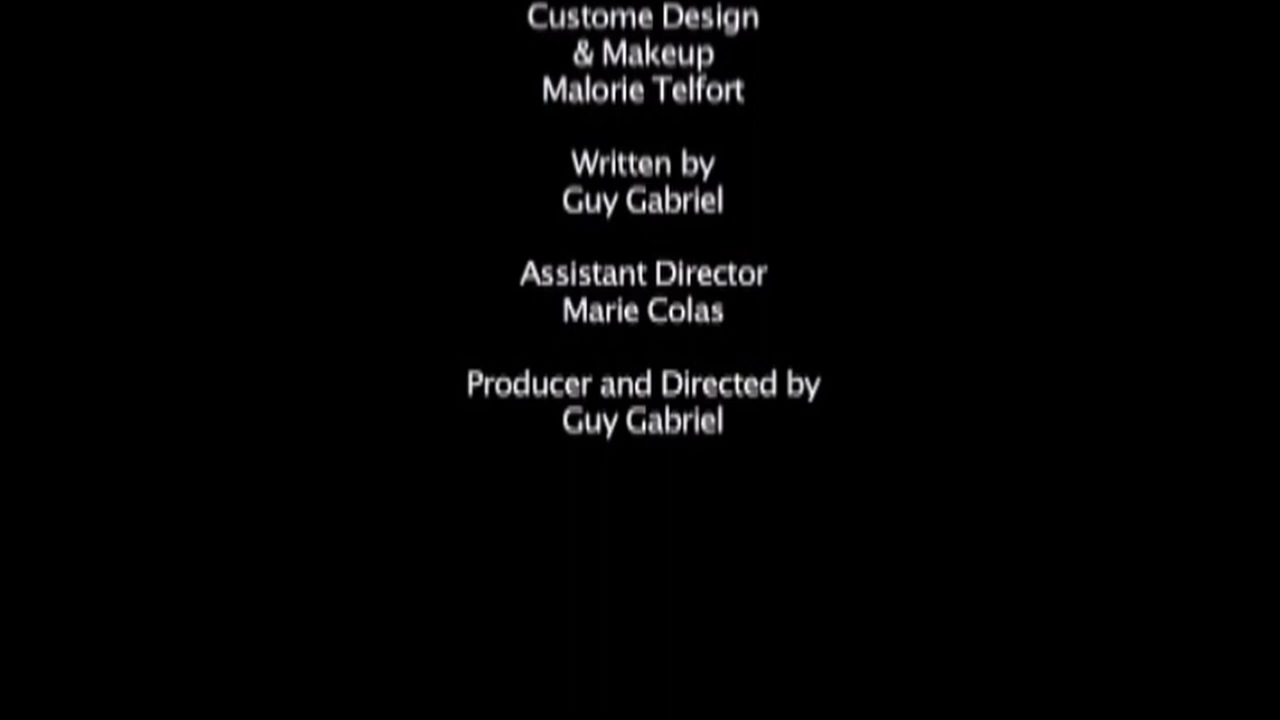 Custome Design
& Makeup
Malorie Telfort
Written by
Guy Gabriel
Assistant Director
Marie Colas
Producer and Directed by
Guy Gabriel